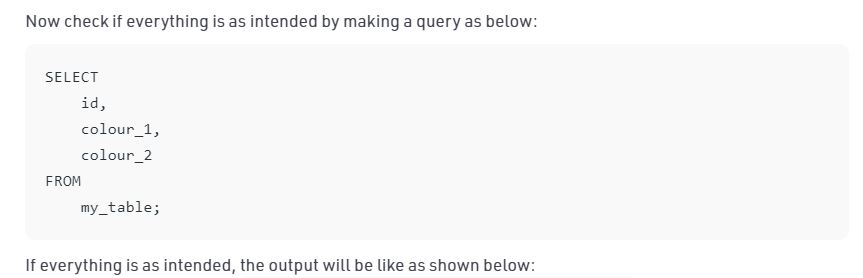 Now check if everything is as intended by making a query as below:
SELECT
    id,
    colour_1,
    colour_2
FROM
    my_table;
If everything is as intended, the output will be like as shown below: